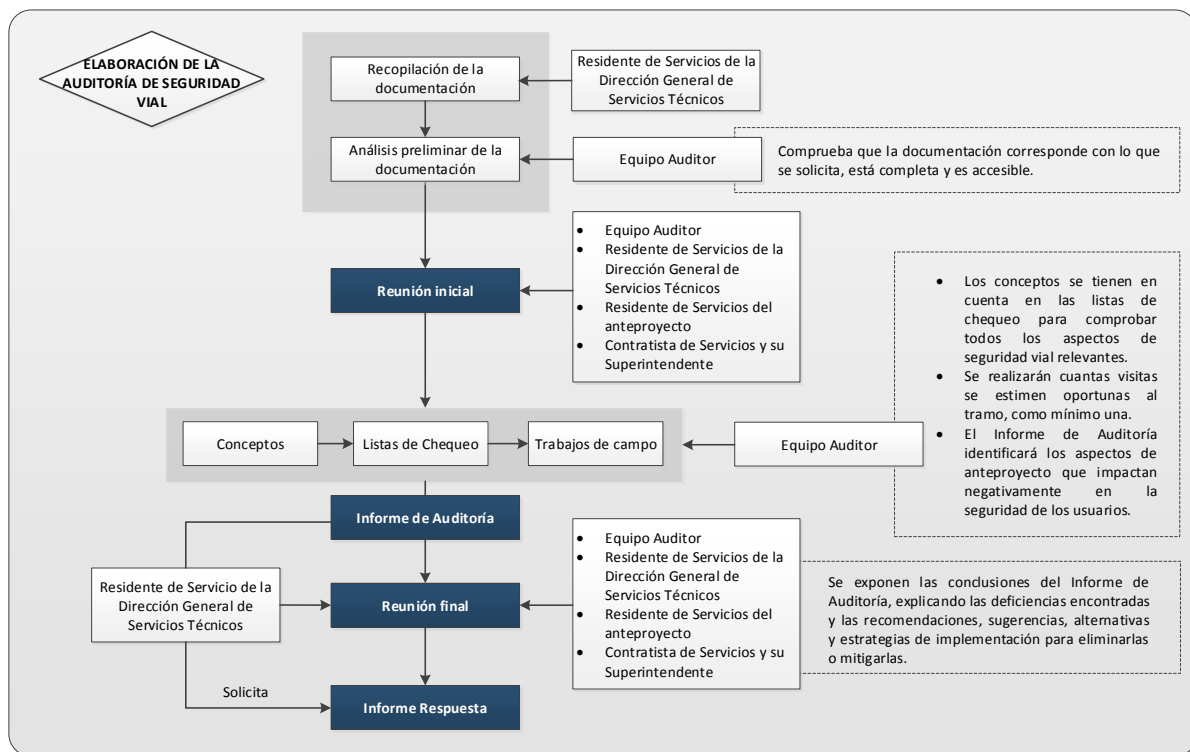 ELABORACIÓN DE LA
AUDITORÍA DE SEGURIDAD
VIAL
Recopilación de la
documentación
Residente de Servicios de la
Dirección General de
Servicios Técnicos
Análisis preliminar de la
documentación
Equipo Auditor
Comprueba que la documentación corresponde con lo que
se solicita, está completa y es accesible.
Reunión inicial
• Equipo Auditor
• Residente de Servicios de la
Dirección General de
Servicios Técnicos
• Residente de Servicios del
anteproyecto
• Contratista de Servicios y su
Superintendente
• Los conceptos se tienen en
cuenta en las listas de
chequeo para comprobar
todos los aspectos de
seguridad vial relevantes.
• Se realizarán cuantas visitas
se estimen oportunas al
tramo, como mínimo una.
• El Informe de Auditoría
identificará los aspectos de
anteproyecto que impactan
negativamente en la
seguridad de los usuarios.
Conceptos
Listas de Chequeo
Trabajos de campo
Equipo Auditor
Informe de Auditoría
Residente de Servicio de la
Dirección General de
Servicios Técnicos
Reunión final
• Equipo Auditor
• Residente de Servicios de la
Dirección General de
Servicios Técnicos
• Residente de Servicios del
anteproyecto
• Contratista de Servicios y su
Superintendente
Se exponen las conclusiones del Informe de
Auditoría, explicando las deficiencias encontradas
y las recomendaciones, sugerencias, alternativas
y estrategias de implementación para eliminarlas
o mitigarlas.
Solicita
Informe Respuesta